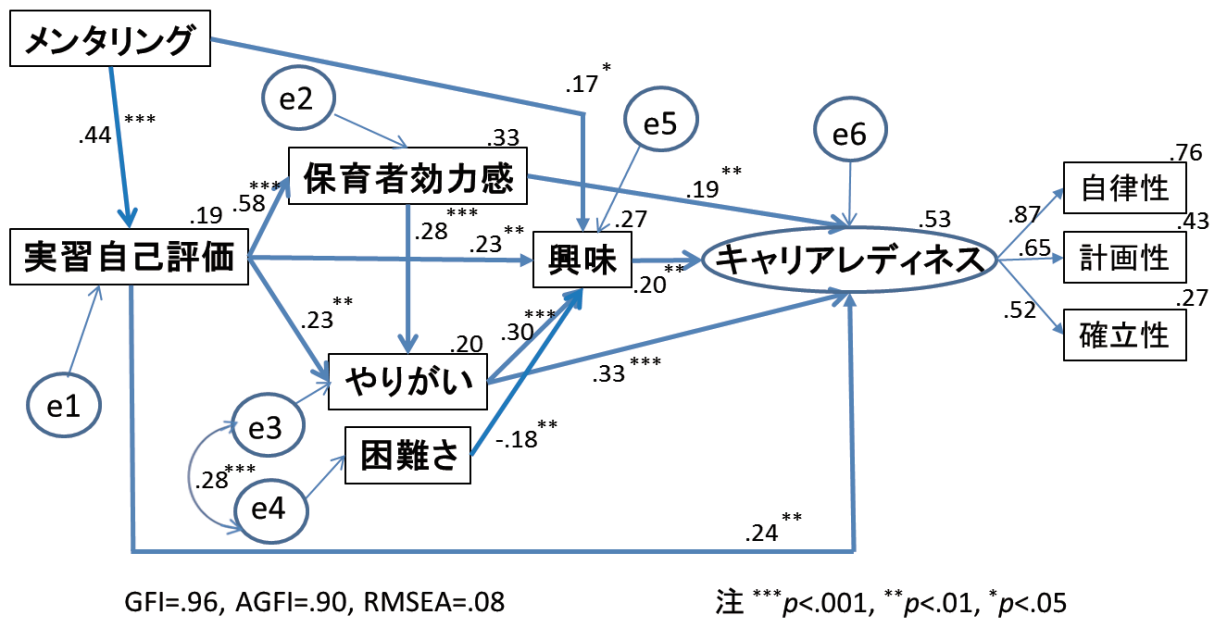 メンタリング
.17*
e2
e5
e6
.44***
.33
.76
保育者効力感
.19**
自律性
.58***
.19
.28***
.27
.53
.87
.43
実習自己評価
.23**
興味
.20**
キャリアレディネス
.65
計画性
.27
.23**
.30***
.52
確立性
.20
やりがい
.33***
e1
e3
-.18**
困難さ
.28***
e4
.24**
GFI=.96, AGFI=.90, RMSEA=.08
注 ***p<.001, **p<.01, *p<.05